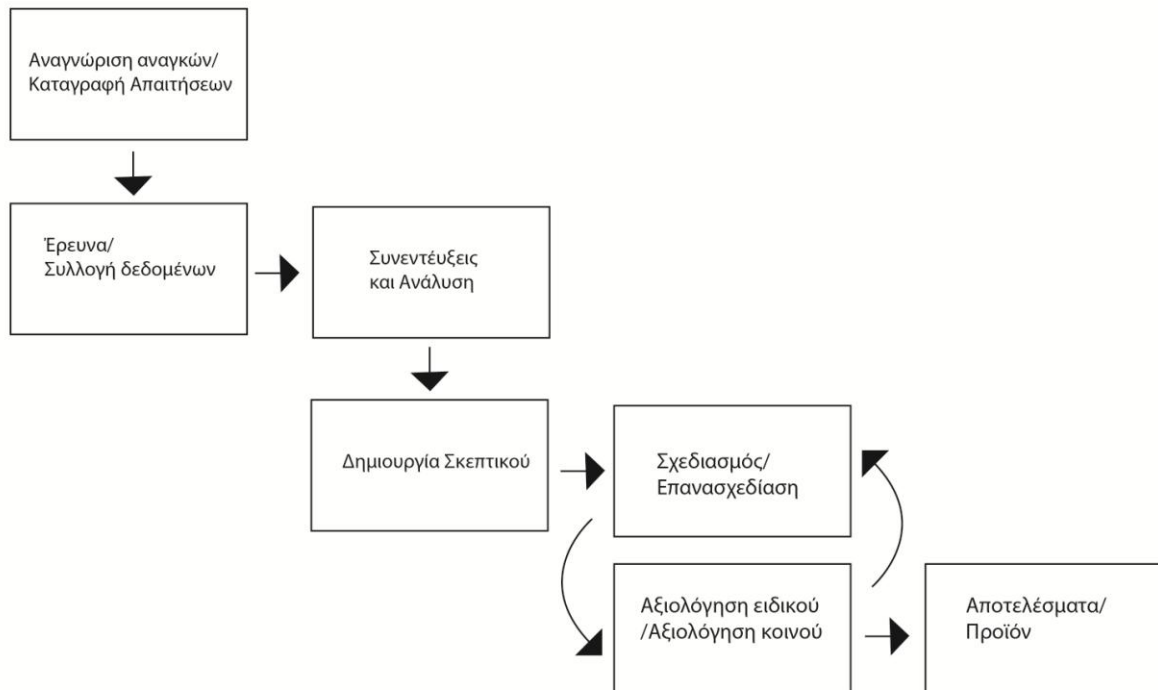 Αναγνώριση αναγκών/
Καταγραφή Απαιτήσεων
Έρευνα/
Συλλογή δεδομένων
Συνεντέυξεις
και Ανάλυση
Δημιουργία Σκεπτικού
Σχεδιασμός/
Επανασχεδίαση
Αξιολόγηση ειδικού
/Αξιολόγηση κοινού
Αποτελέσματα/
Προϊόν